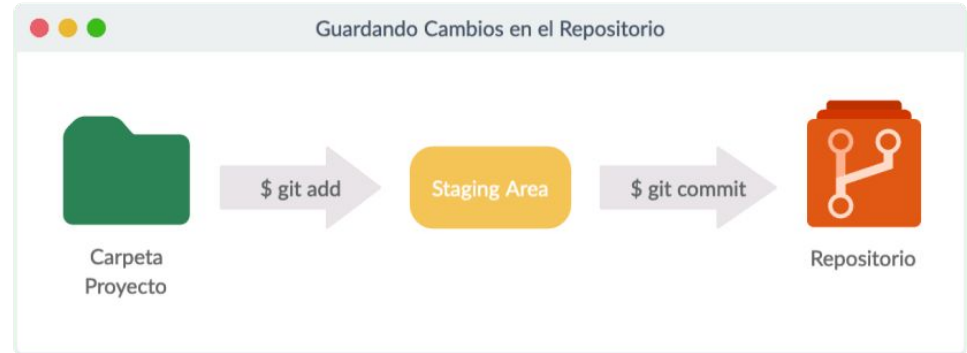 Guardando Cambios en el Repositorio
$ git add
Staging Area
$ git commit
Carpeta
Proyecto
Repositorio